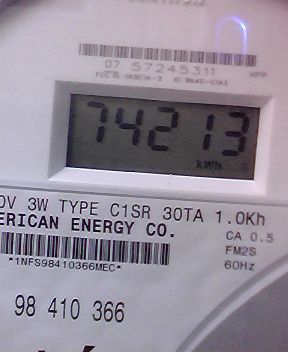 07 57245311
74213
kWh
0V 3W TYPE C1SR 30TA 1.0Kh
ERICAN ENERGY CO.
CA 0.5
FM2S
60Hz
*1NFS98410366MEC*
98 410 366